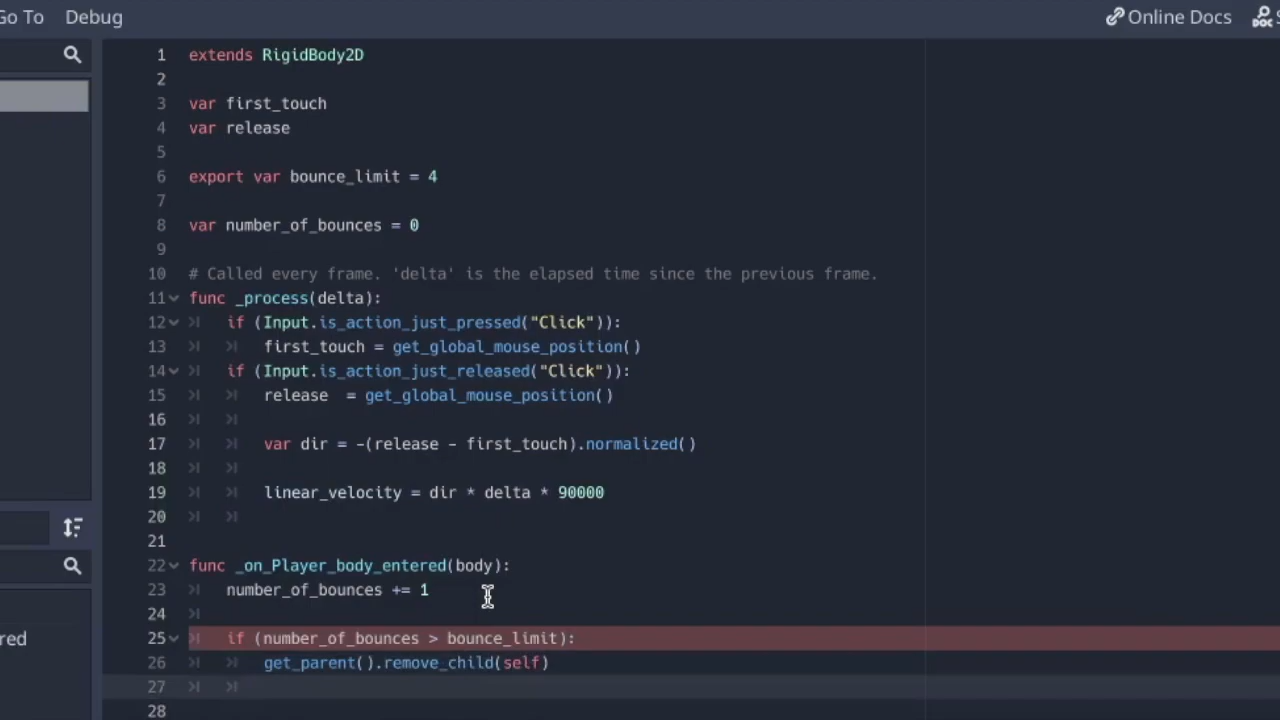 Go To Debug Online Docs
1 extends RigidBody2D
2
3 var first_touch
4 var release
5
6 export var bounce_limit = 4
7
8 var number_of_bounces = 0
9
10 # Called every frame. 'delta' is the elapsed time since the previous frame.
11 func _process(delta):
12 if (Input.is_action_just_pressed("Click")):
13 first_touch = get_global_mouse_position()
14 if (Input.is_action_just_released("Click")):
15 release  = get_global_mouse_position()
16
17 var dir = -(release - first_touch).normalized()
18
19 linear_velocity = dir * delta * 90000
20
21
22 func _on_Player_body_entered(body):
23 number_of_bounces += 1
24
25 if (number_of_bounces > bounce_limit):
red
26 get_parent().remove_child(self)
27
28